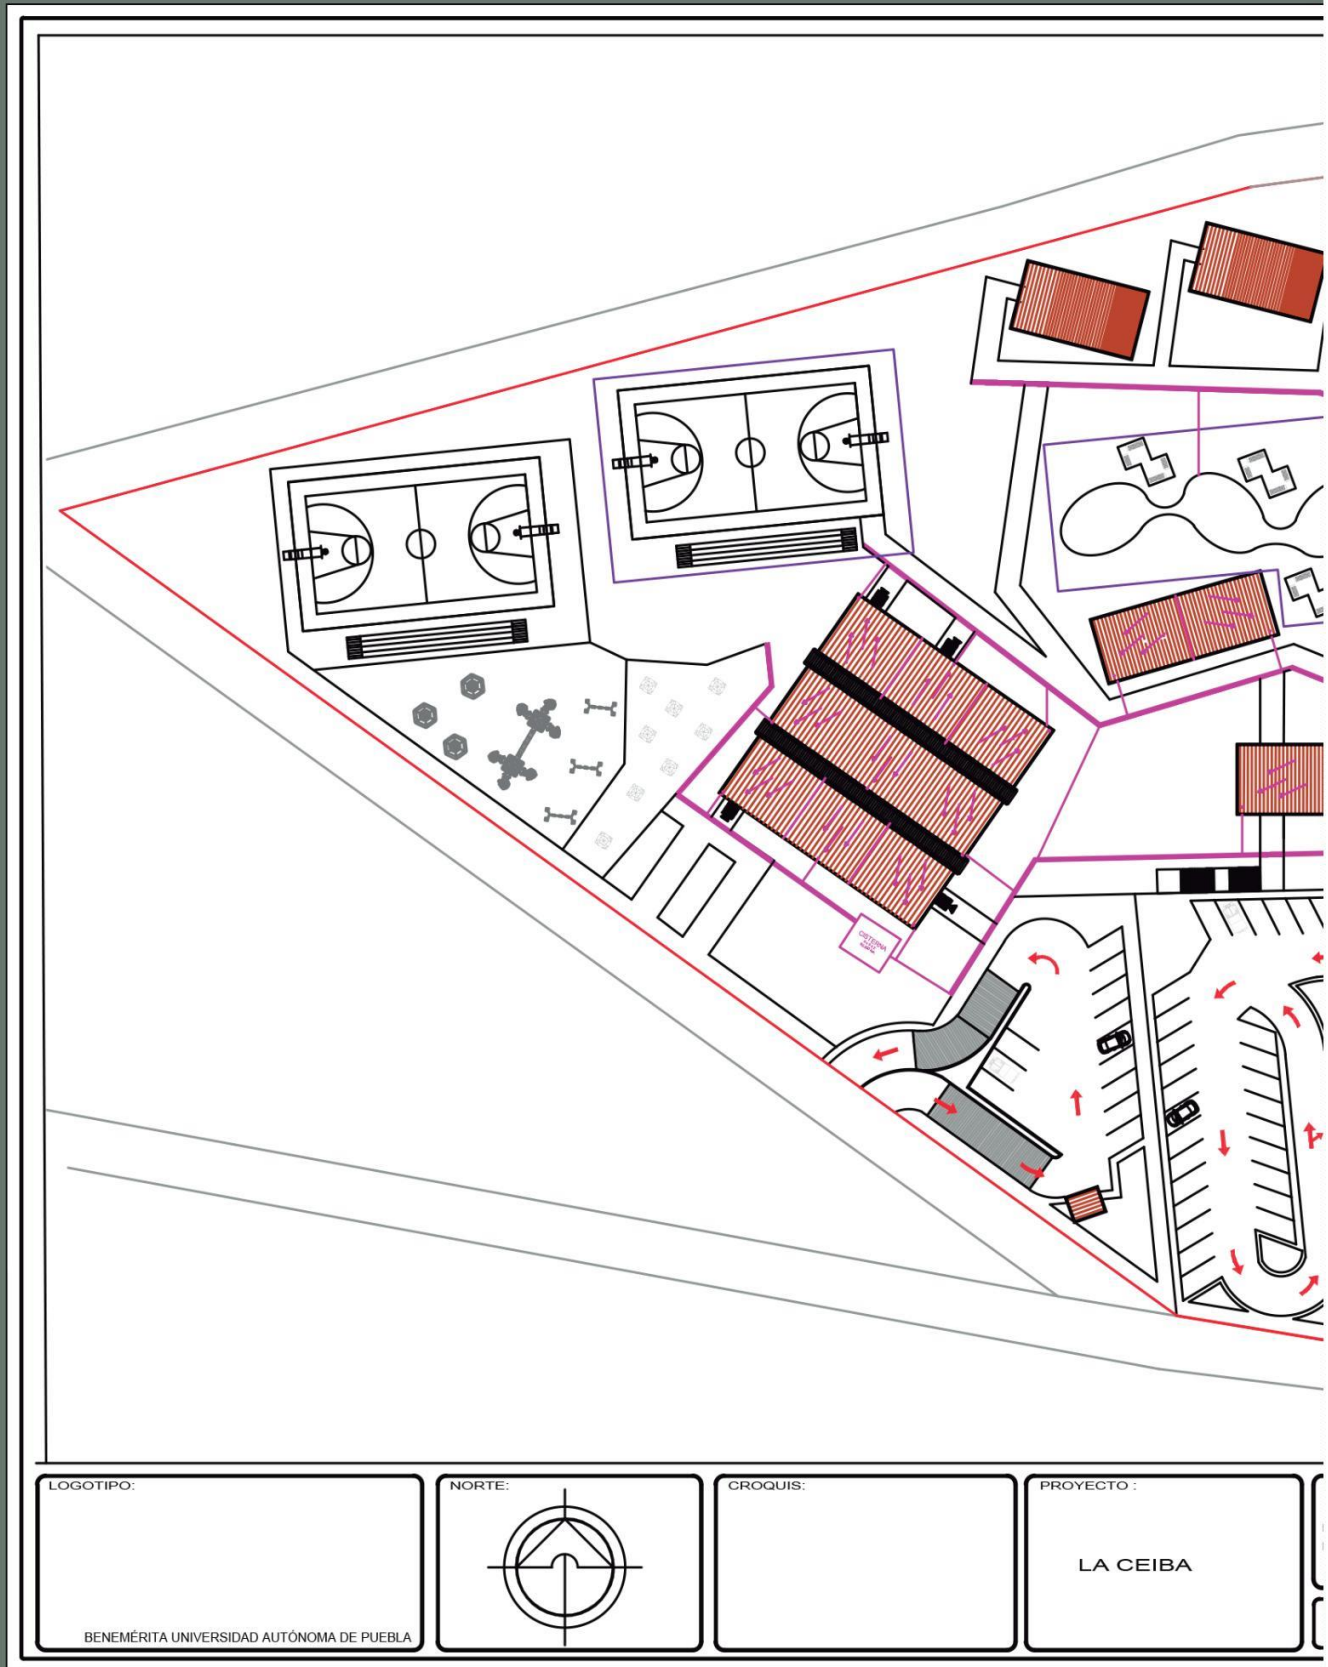 CISTERNA
LOGOTIPO:
BENEMÉRITA UNIVERSIDAD AUTÓNOMA DE PUEBLA
NORTE:
CROQUIS:
PROYECTO :
LA CEIBA